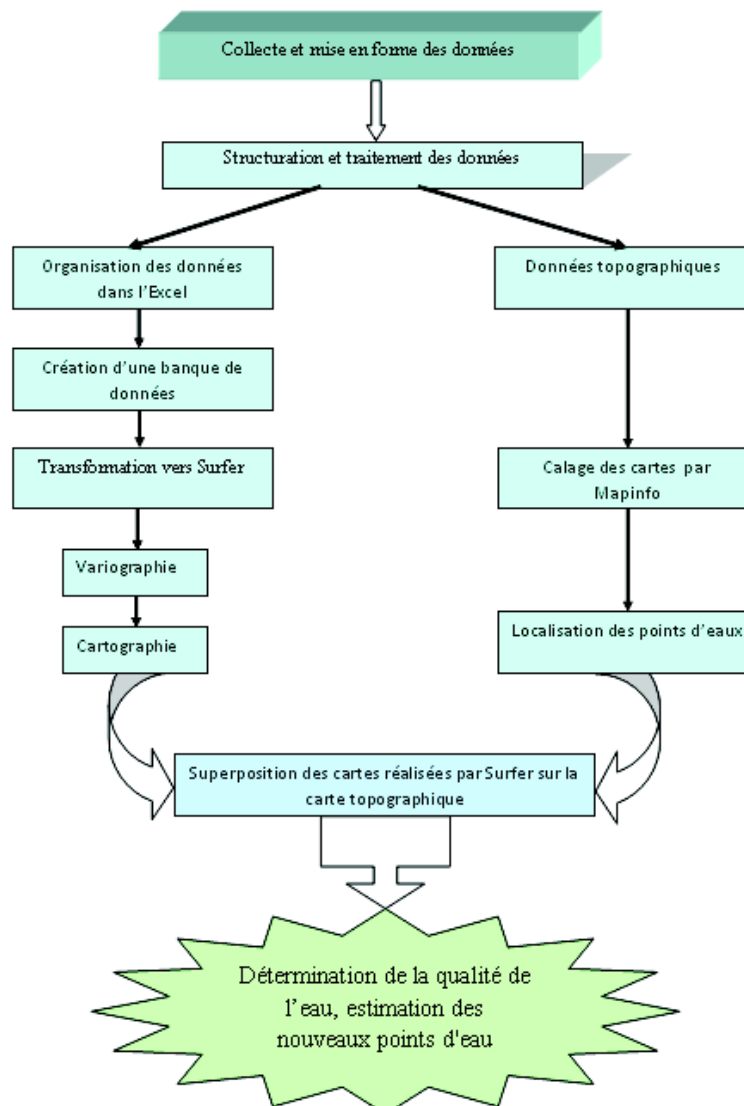 Collecte et mise en forme des données
Structuration et traitement des données
Organisation des données
dans l'Excel
Données topographiques
Création d'une banque de
données
Transformation vers Surfer
Calage des cartes par
Mapinfo
Variographie
Cartographie
Localisation des points d'eaux
Superposition des cartes réalisées par Surfer sur la
carte topographique
Détermination de la qualité de
l'eau, estimation des
nouveaux points d'eau